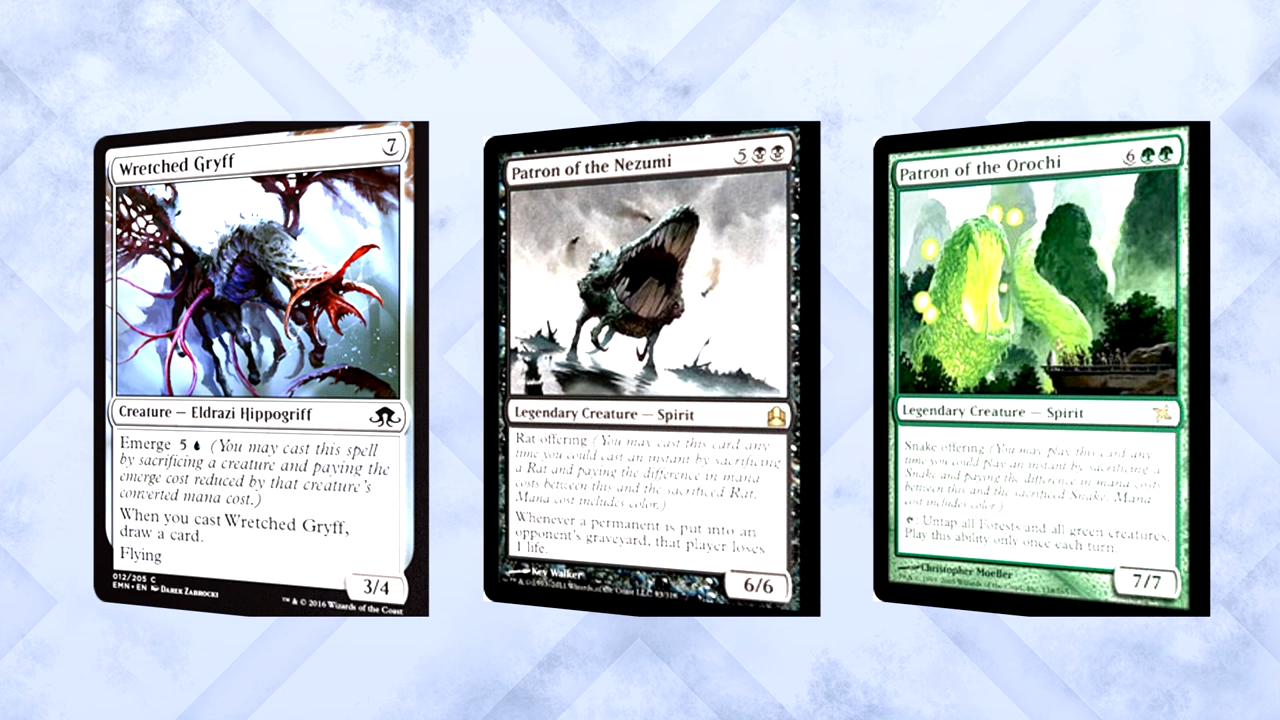 Wretched Gryff
7
Creature — Eldrazi Hippogriff
Emerge 5 (You may cast this spell
by sacrificing a creature and paying the
emerge cost reduced by that creature's
converted mana cost.)
When you cast Wretched Gryff,
draw a card.
Flying
3/4
012/205 C
EMN • EN Darek Zabrocki
™ & © 2016 Wizards of the Coast
Patron of the Nezumi
5
Legendary Creature — Spirit
Rat offering (You may cast this card any
time you could cast an instant by sacrificing
a Rat and paying the difference in mana
costs between this and the sacrificed Rat.
Mana cost includes color.)
Whenever a permanent is put into an
opponent's graveyard, that player loses
1 life.
Key Walker
6/6
Patron of the Orochi
6
Legendary Creature — Spirit
Snake offering (You may play this card any
time you could play an instant by sacrificing a
Snake and paying the difference in mana costs
between this and the sacrificed Snake. Mana
cost includes color.)
: Untap all Forests and all green creatures.
Play this ability only once each turn.
Christopher Moeller
7/7